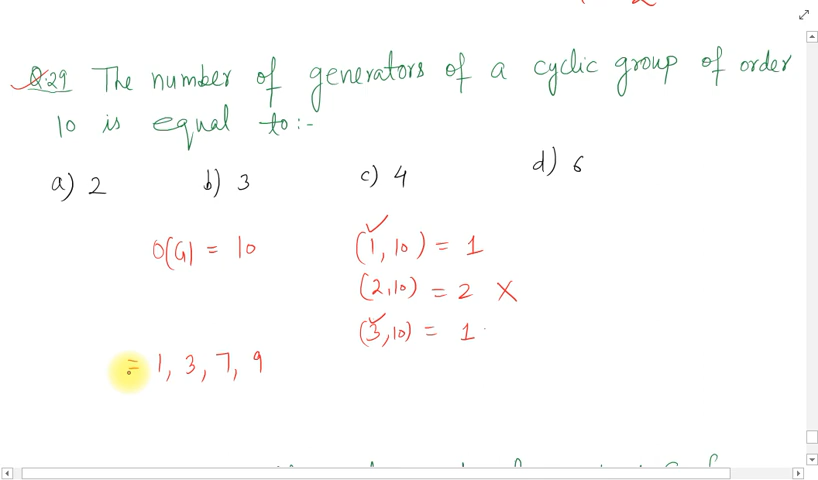 Q.29 The number of generators of a cyclic group of order
10 is equal to:-
a) 2 b) 3 c) 4 d) 6
O(G) = 10 (1, 10) = 1
(2,10) = 2 X
(3,10) = 1
= 1, 3, 7, 9